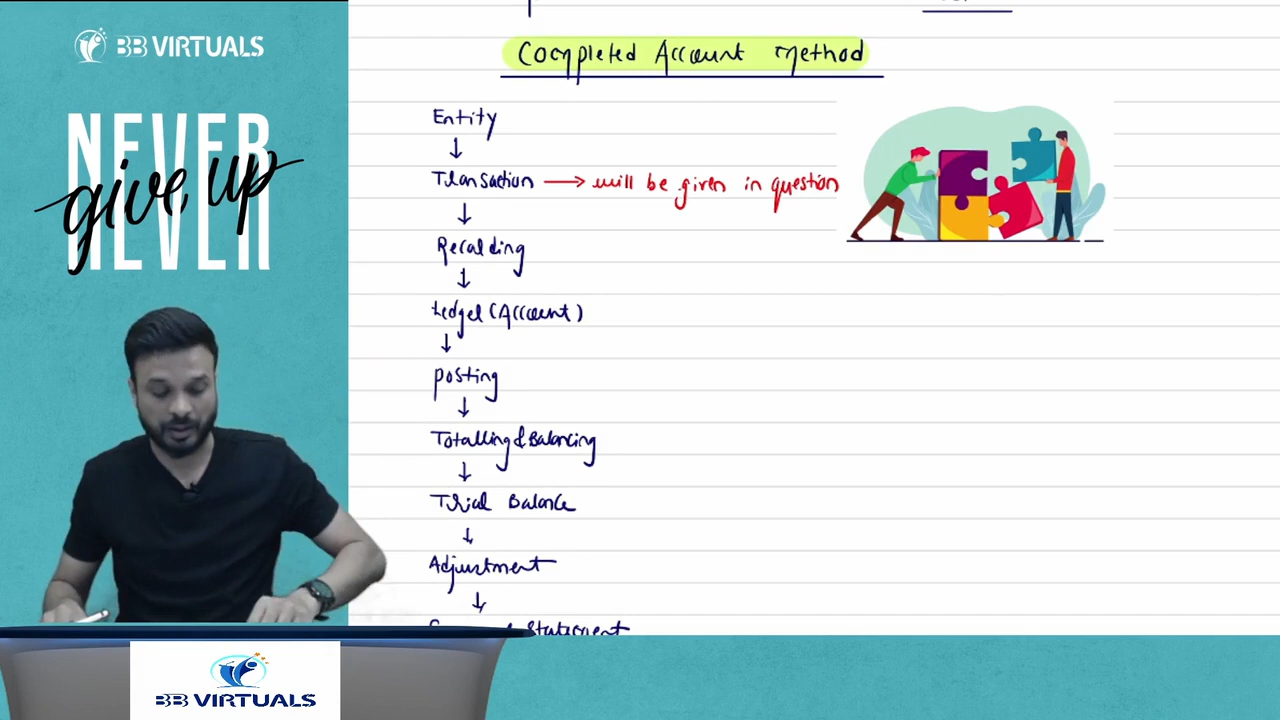 BB VIRTUALS
NEVER
give up
NEVER
Completed Account Method
Entity
Transaction → will be given in question
Recording
Ledger (Account)
Posting
Totalling & Balancing
Trial Balance
Adjustment
Statement
BB VIRTUALS